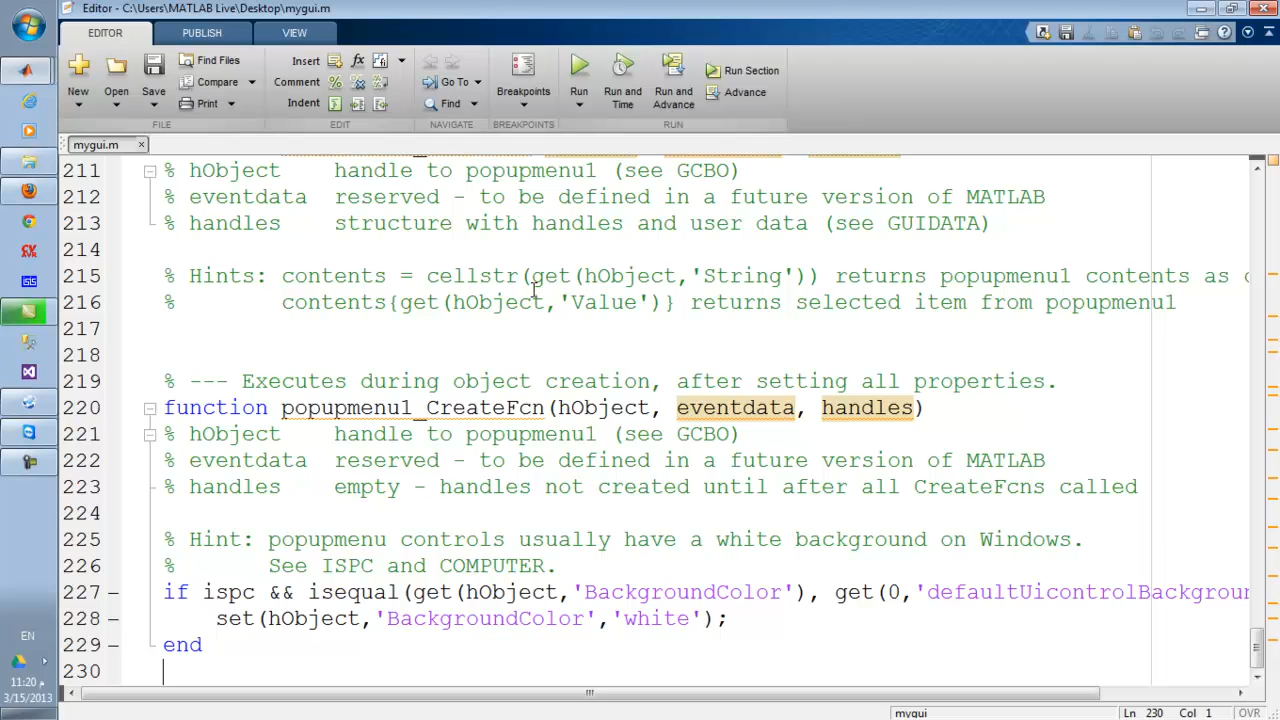 Editor - C:\Users\MATLAB Live\Desktop\mygui.m
EDITOR PUBLISH VIEW
New Open Save Find Files Compare Print
Insert fx Comment Indent
Go To Find
Breakpoints
Run Run and Time Run and Advance Run Section Advance
FILE EDIT NAVIGATE BREAKPOINTS RUN
mygui.m ×
211 % hObject    handle to popupmenu1 (see GCBO)
212 % eventdata  reserved - to be defined in a future version of MATLAB
213 % handles    structure with handles and user data (see GUIDATA)
214
215 % Hints: contents = cellstr(get(hObject,'String')) returns popupmenu1 contents as c
216 %        contents{get(hObject,'Value')} returns selected item from popupmenu1
217
218
219 % --- Executes during object creation, after setting all properties.
220 function popupmenu1_CreateFcn(hObject, eventdata, handles)
221 % hObject    handle to popupmenu1 (see GCBO)
222 % eventdata  reserved - to be defined in a future version of MATLAB
223 % handles    empty - handles not created until after all CreateFcns called
224
225 % Hint: popupmenu controls usually have a white background on Windows.
226 %       See ISPC and COMPUTER.
227 if ispc && isequal(get(hObject,'BackgroundColor'), get(0,'defaultUicontrolBackgroun
228     set(hObject,'BackgroundColor','white');
229 end
230
EN
11:20 م
3/15/2013
mygui Ln 230 Col 1 OVR